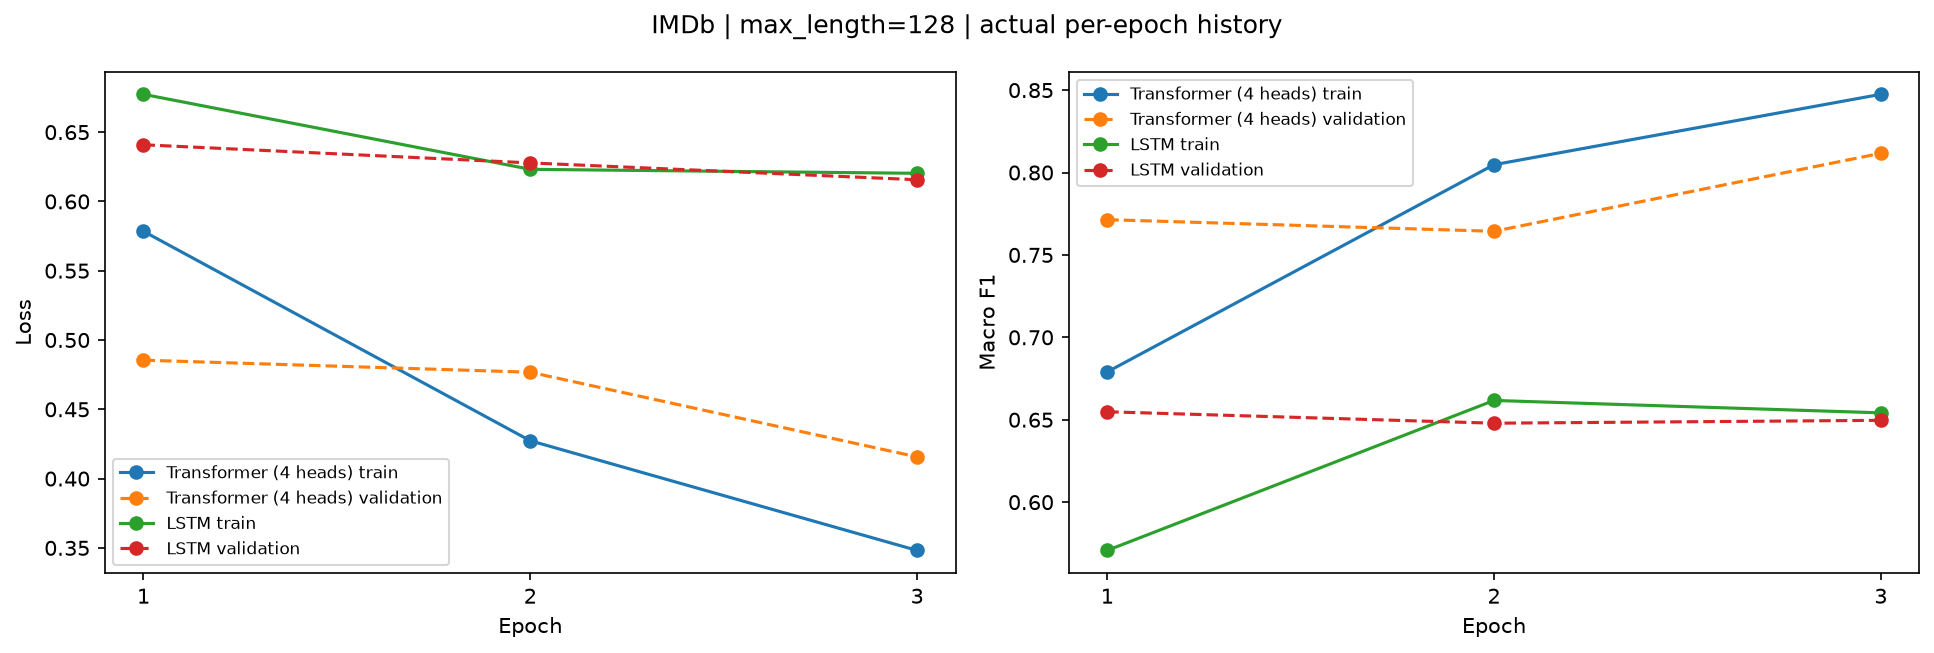 IMDb | max_length=128 | actual per-epoch history
Loss
0.65
0.60
0.55
0.50
0.45
0.40
0.35
Transformer (4 heads) train
Transformer (4 heads) validation
LSTM train
LSTM validation
1 2 3
Epoch
Macro F1
0.85
0.80
0.75
0.70
0.65
0.60
Transformer (4 heads) train
Transformer (4 heads) validation
LSTM train
LSTM validation
1 2 3
Epoch